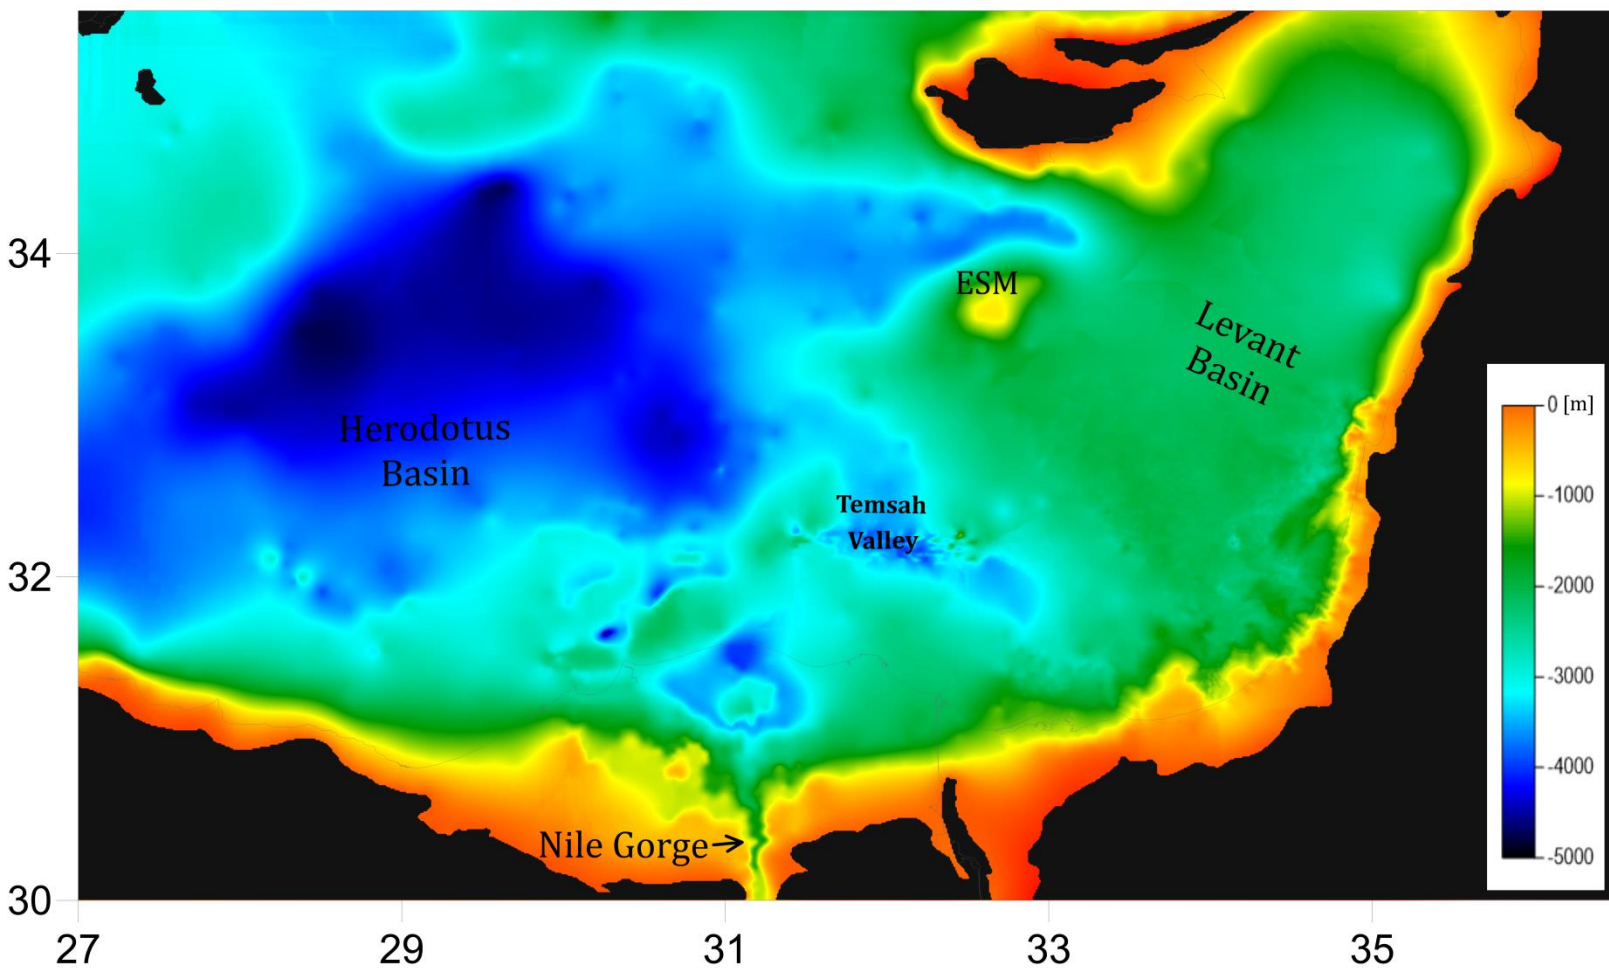 34
ESM
Levant
Basin
Herodotus
Basin
Temsah
Valley
32
Nile Gorge
30
27
29
31
33
35
0 [m]
-1000
-2000
-3000
-4000
-5000